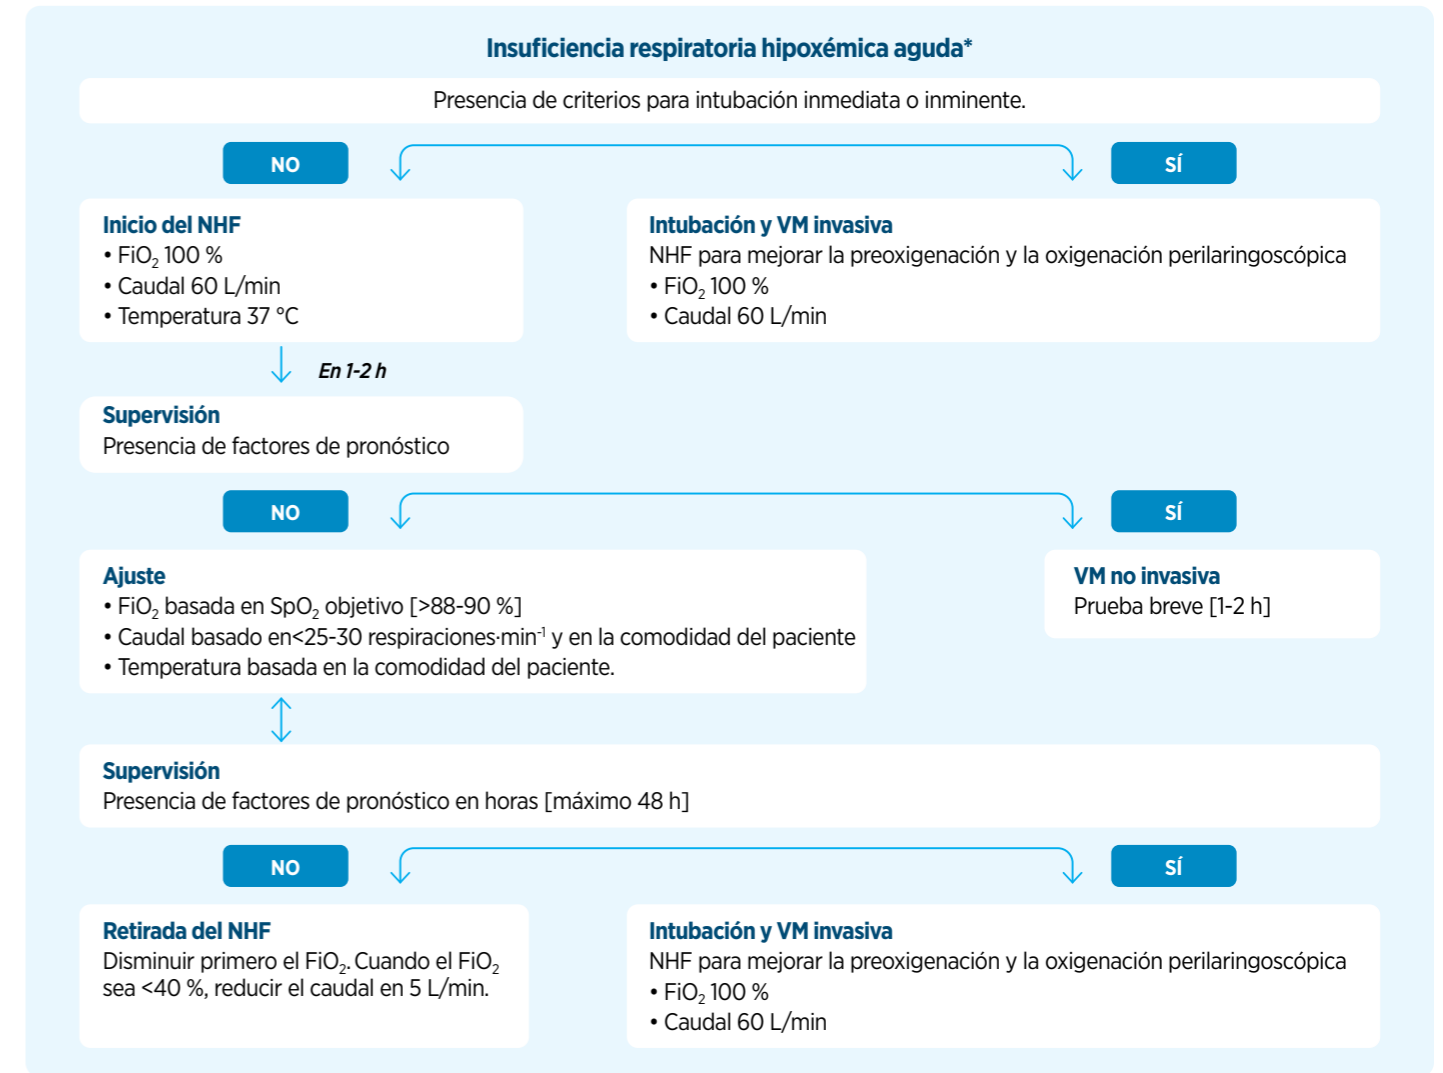 Insuficiencia respiratoria hipoxémica aguda*
Presencia de criterios para intubación inmediata o inminente.
NO
SÍ
Inicio del NHF
• FiO₂ 100 %
• Caudal 60 L/min
• Temperatura 37 °C
Intubación y VM invasiva
NHF para mejorar la preoxigenación y la oxigenación perilaringoscópica
• FiO₂ 100 %
• Caudal 60 L/min
En 1-2 h
Supervisión
Presencia de factores de pronóstico
NO
SÍ
Ajuste
• FiO₂ basada en SpO₂ objetivo [>88-90 %]
• Caudal basado en<25-30 respiraciones·min⁻¹ y en la comodidad del paciente
• Temperatura basada en la comodidad del paciente.
VM no invasiva
Prueba breve [1-2 h]
Supervisión
Presencia de factores de pronóstico en horas [máximo 48 h]
NO
SÍ
Retirada del NHF
Disminuir primero el FiO₂. Cuando el FiO₂
sea <40 %, reducir el caudal en 5 L/min.
Intubación y VM invasiva
NHF para mejorar la preoxigenación y la oxigenación perilaringoscópica
• FiO₂ 100 %
• Caudal 60 L/min